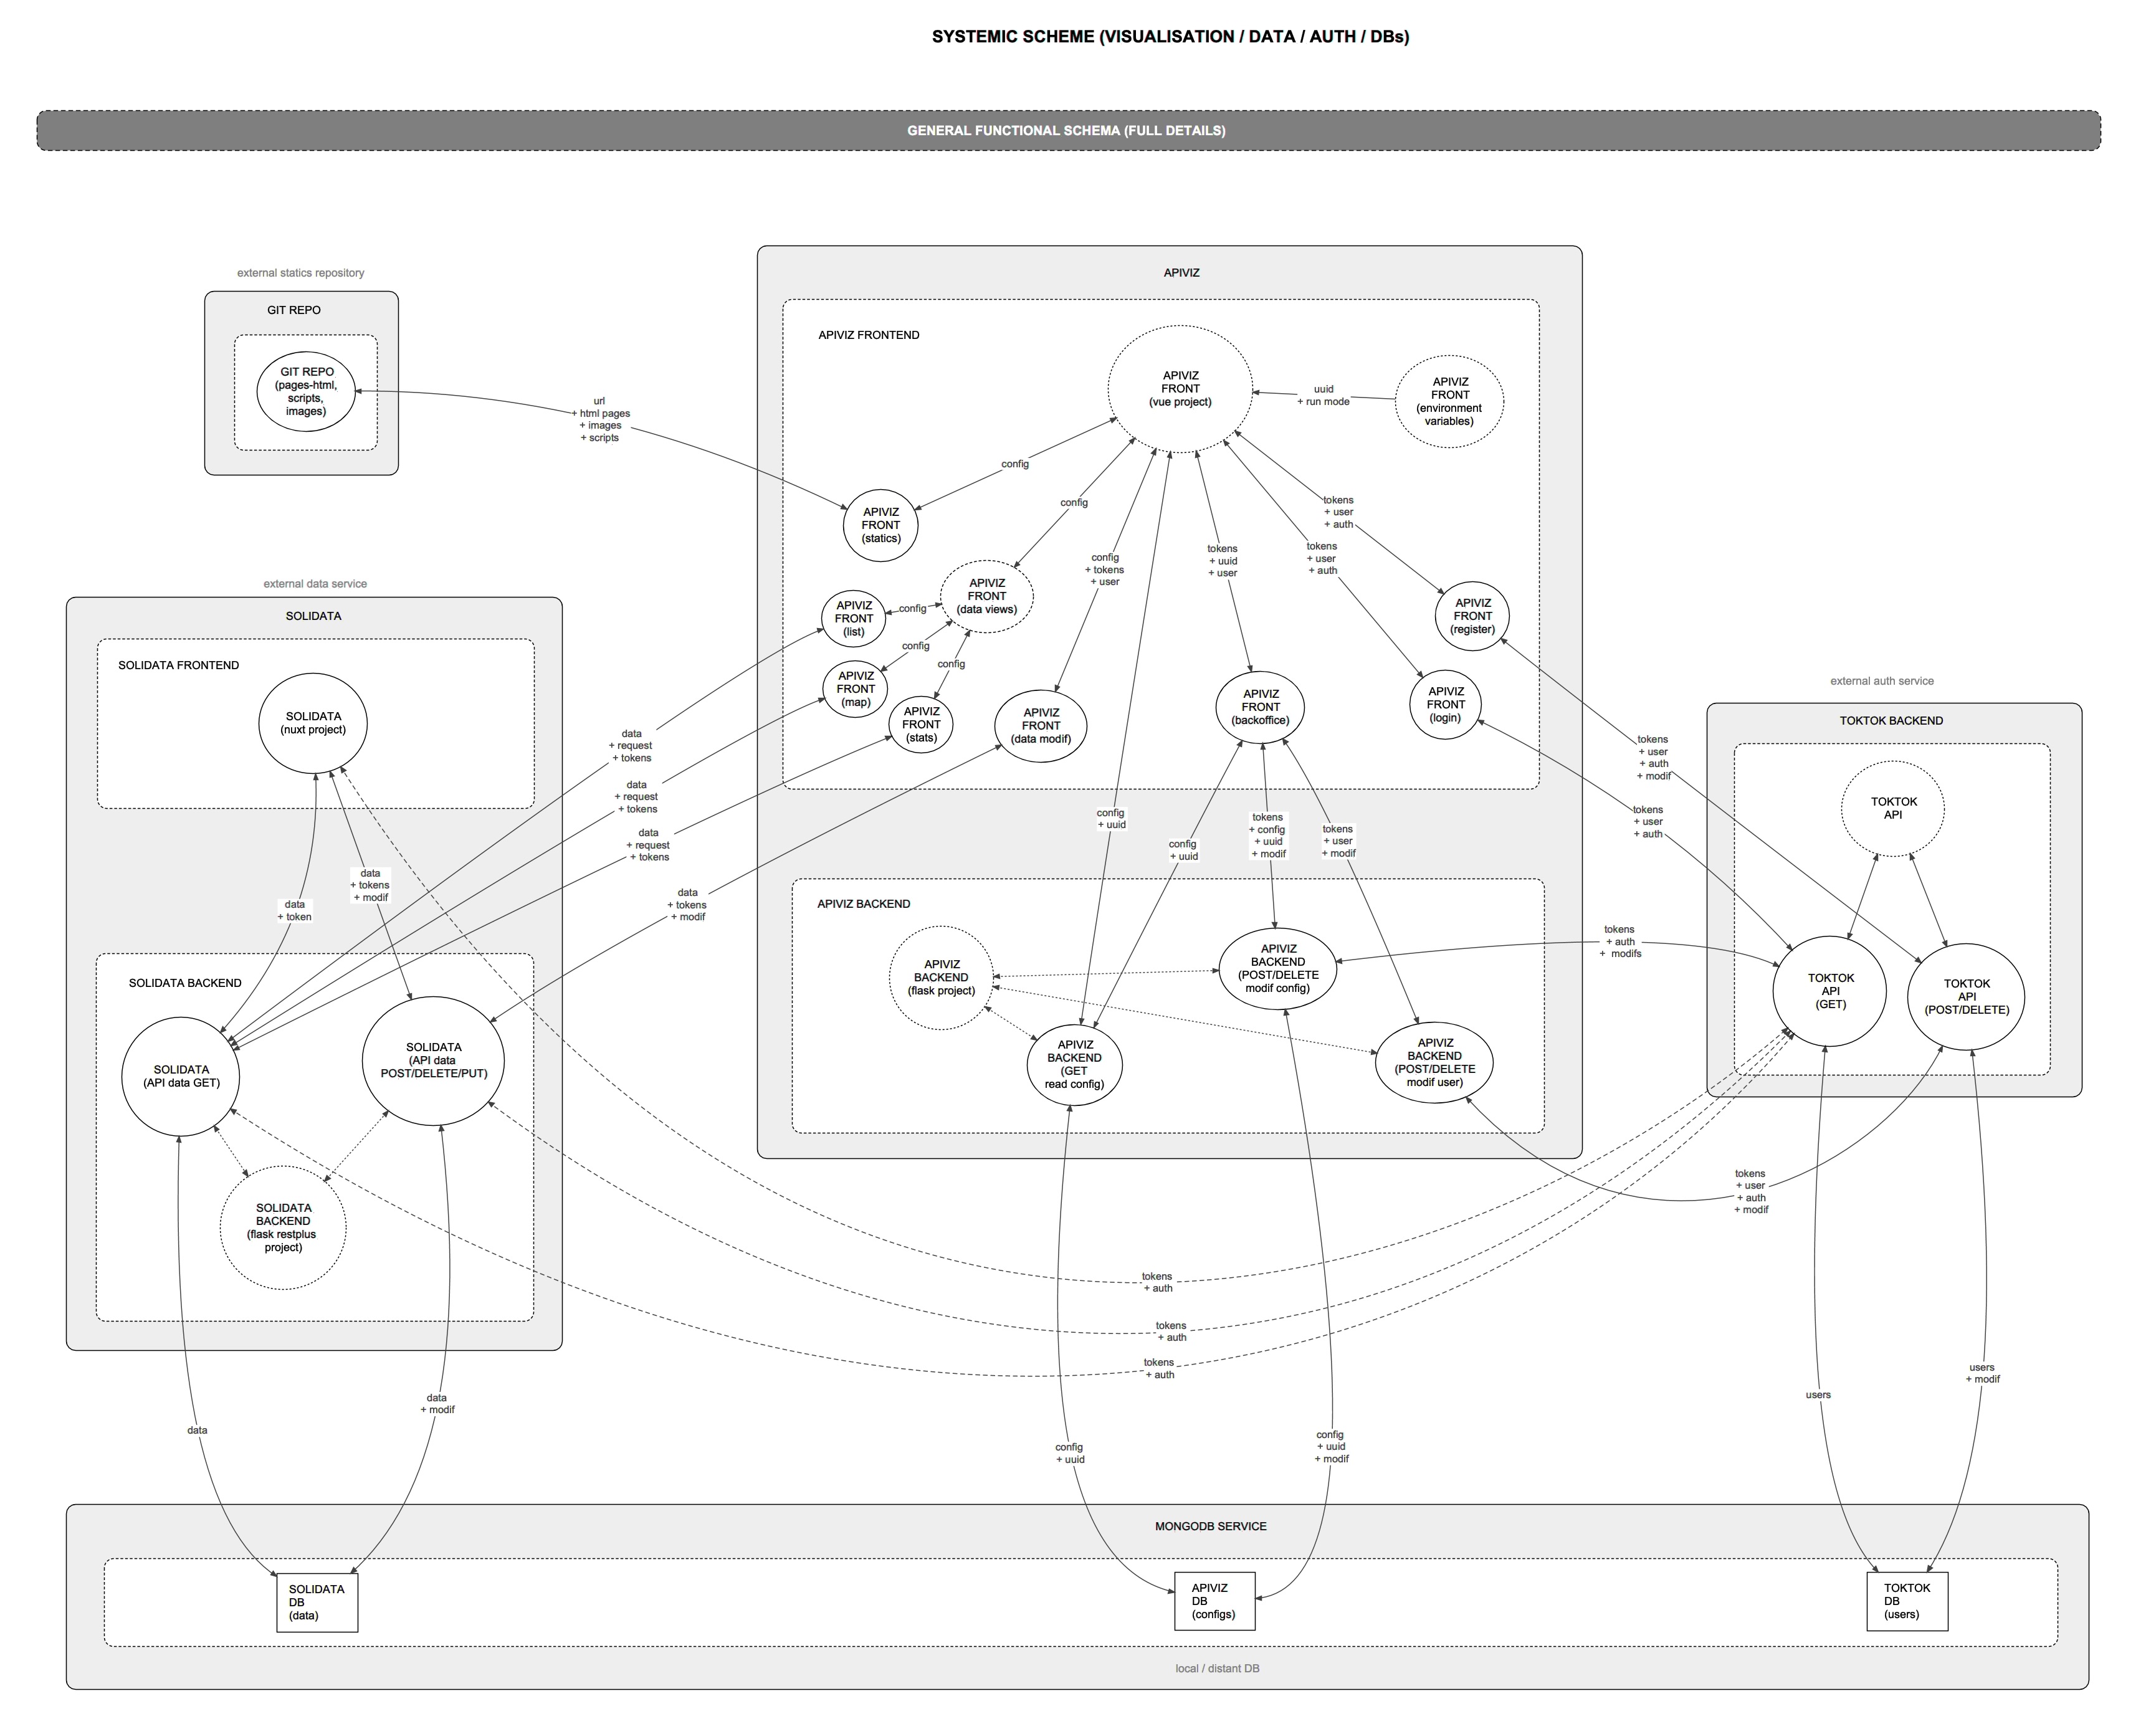 SYSTEMIC SCHEME (VISUALISATION / DATA / AUTH / DBs)
GENERAL FUNCTIONAL SCHEMA (FULL DETAILS)
external statics repository
GIT REPO
GIT REPO
(pages-html,
scripts,
images)
url
+ html pages
+ images
+ scripts
APIVIZ
APIVIZ FRONTEND
APIVIZ
FRONT
(vue project)
uuid
+ run mode
APIVIZ
FRONT
(environment
variables)
config
config
config
+ tokens
+ user
tokens
+ uuid
+ user
tokens
+ user
+ auth
tokens
+ user
+ auth
APIVIZ
FRONT
(statics)
APIVIZ
FRONT
(data views)
config
config
config
APIVIZ
FRONT
(list)
APIVIZ
FRONT
(map)
APIVIZ
FRONT
(stats)
APIVIZ
FRONT
(data modif)
APIVIZ
FRONT
(backoffice)
APIVIZ
FRONT
(register)
APIVIZ
FRONT
(login)
external data service
SOLIDATA
SOLIDATA FRONTEND
SOLIDATA
(nuxt project)
data
+ request
+ tokens
data
+ request
+ tokens
data
+ request
+ tokens
data
+ tokens
+ modif
data
+ token
data
+ tokens
+ modif
SOLIDATA BACKEND
SOLIDATA
(API data GET)
SOLIDATA
(API data
POST/DELETE/PUT)
SOLIDATA
BACKEND
(flask restplus
project)
config
+ uuid
config
+ uuid
tokens
+ config
+ uuid
+ modif
tokens
+ user
+ modif
APIVIZ BACKEND
APIVIZ
BACKEND
(flask project)
APIVIZ
BACKEND
(POST/DELETE
modif config)
APIVIZ
BACKEND
(GET
read config)
APIVIZ
BACKEND
(POST/DELETE
modif user)
external auth service
TOKTOK BACKEND
TOKTOK
API
TOKTOK
API
(GET)
TOKTOK
API
(POST/DELETE)
tokens
+ user
+ auth
+ modif
tokens
+ user
+ auth
tokens
+ auth
+ modifs
tokens
+ user
+ auth
+ modif
tokens
+ auth
tokens
+ auth
tokens
+ auth
data
data
+ modif
config
+ uuid
config
+ uuid
+ modif
users
users
+ modif
MONGODB SERVICE
SOLIDATA
DB
(data)
APIVIZ
DB
(configs)
TOKTOK
DB
(users)
local / distant DB